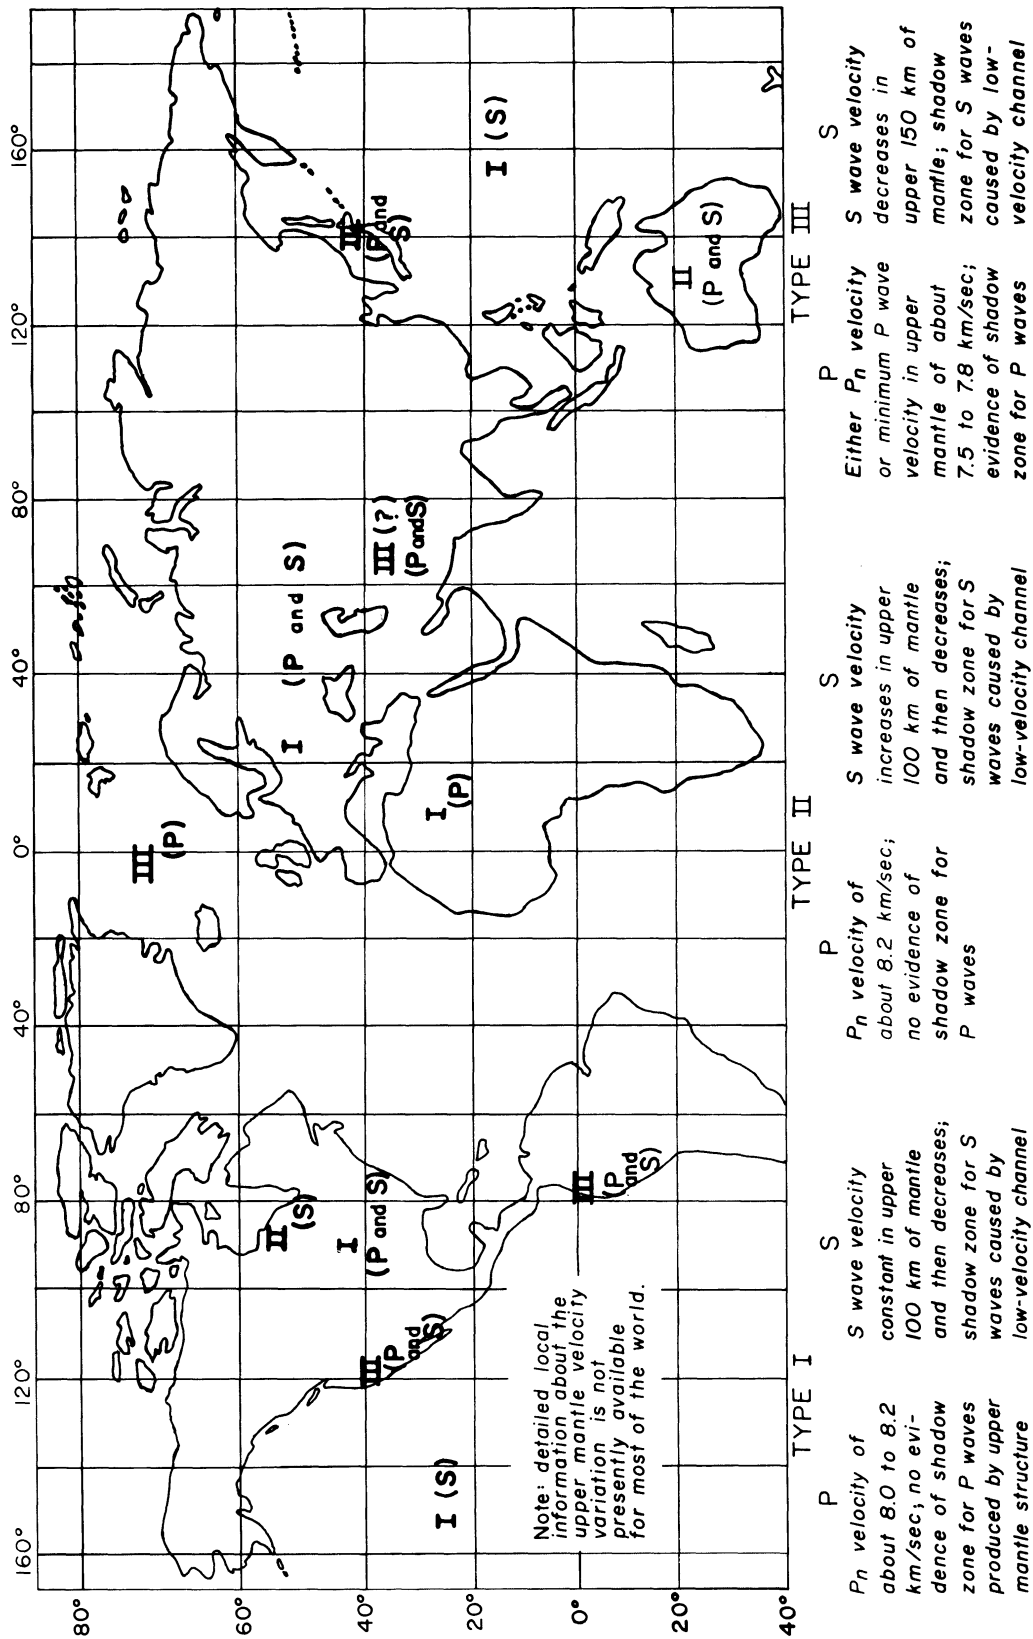 160° 120° 80° 40° 0° 40° 80° 120° 160°
80°
III
(P)
60°
II
(S)
I
(P and S)
I
(P and S)
II
(P and
S)
40°
III
(P and
S)
III (?)
(P and S)
I
(P)
I (S)
I (S)
20°
Note: detailed local
information about the
upper mantle velocity
variation is not
presently available
for most of the world.
0°
III
(P
and
S)
II
(P and S)
20°
40°
TYPE I
P
Pn velocity of
about 8.0 to 8.2
km/sec; no evi-
dence of shadow
zone for P waves
produced by upper
mantle structure
S
S wave velocity
constant in upper
100 km of mantle
and then decreases;
shadow zone for S
waves caused by
low-velocity channel
TYPE II
P
Pn velocity of
about 8.2 km/sec;
no evidence of
shadow zone for
P waves
S
S wave velocity
increases in upper
100 km of mantle
and then decreases;
shadow zone for S
waves caused by
low-velocity channel
TYPE III
P
Either Pn velocity
or minimum P wave
velocity in upper
mantle of about
7.5 to 7.8 km/sec;
evidence of shadow
zone for P waves
S
S wave velocity
decreases in
upper 150 km of
mantle; shadow
zone for S waves
caused by low-
velocity channel